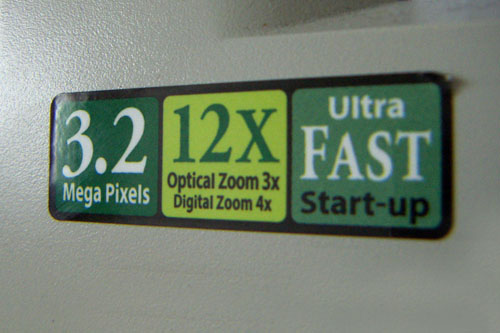 3.2
Mega Pixels
12X
Optical Zoom 3x
Digital Zoom 4x
Ultra
FAST
Start-up